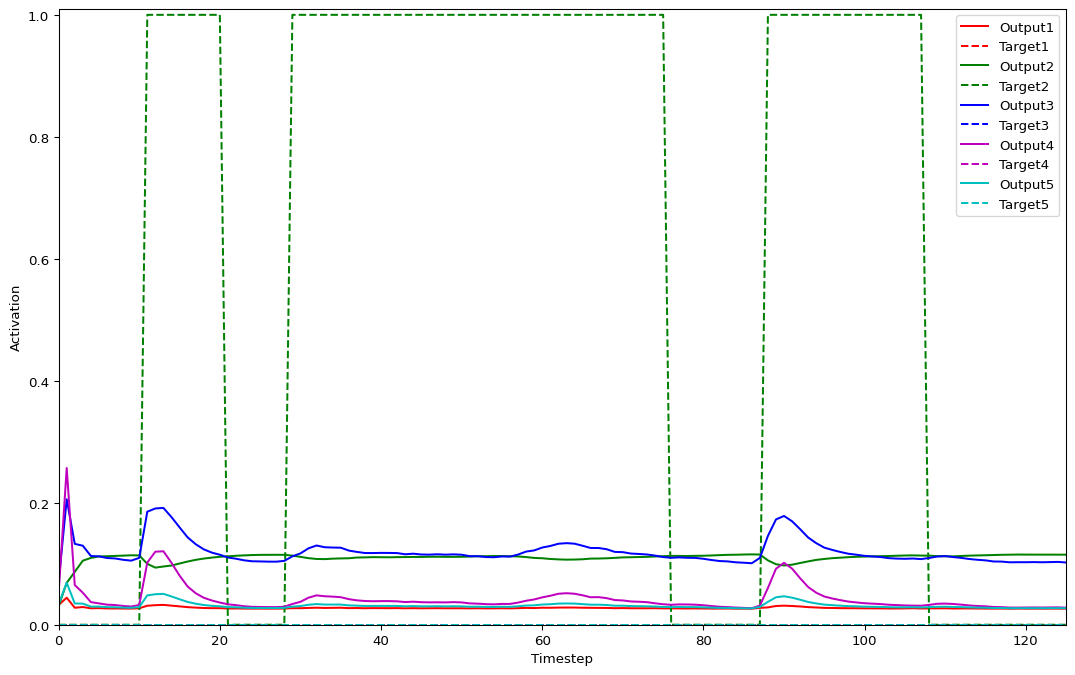 1.0
0.8
0.6
0.4
0.2
0.0
0
20
40
60
80
100
120
Activation
Timestep
Output1
Target1
Output2
Target2
Output3
Target3
Output4
Target4
Output5
Target5